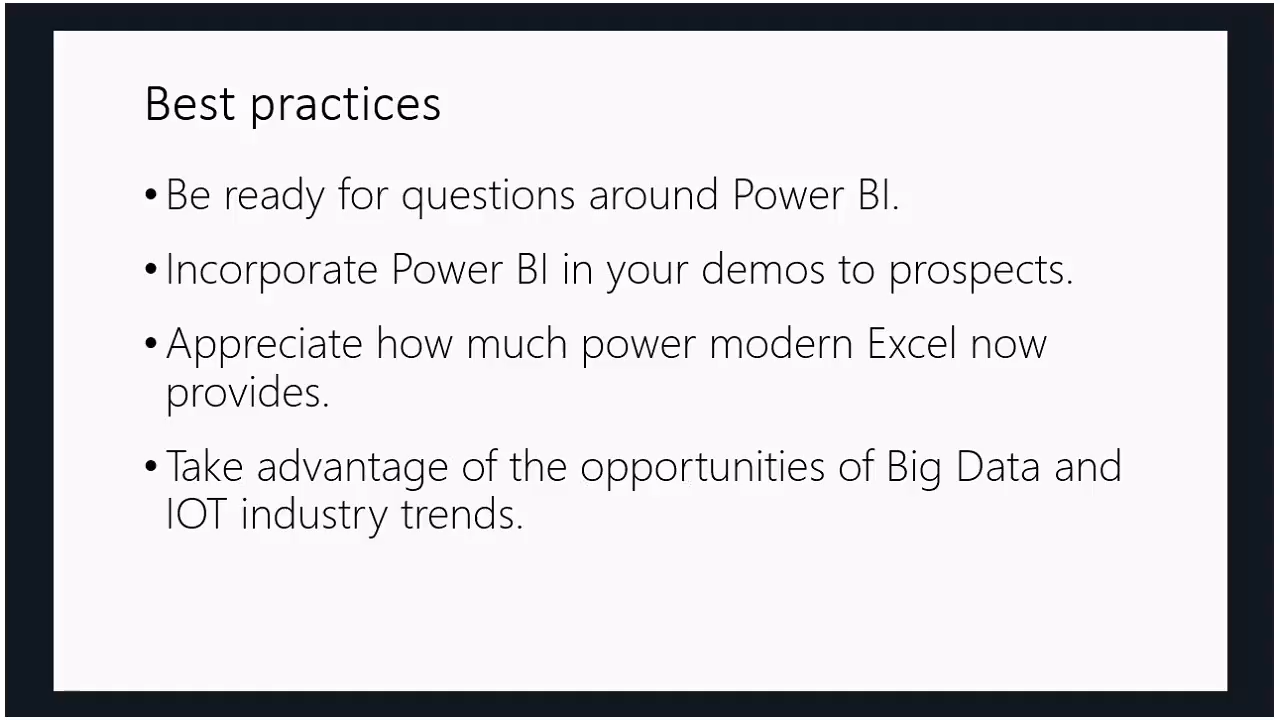 Best practices
• Be ready for questions around Power BI.
• Incorporate Power BI in your demos to prospects.
• Appreciate how much power modern Excel now
provides.
• Take advantage of the opportunities of Big Data and
IOT industry trends.